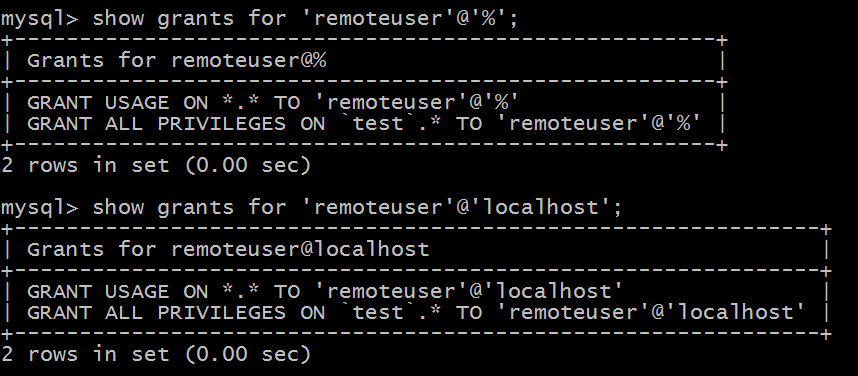 mysql> show grants for 'remoteuser'@'%';
+------------------------------------------------------+
| Grants for remoteuser@%                              |
+------------------------------------------------------+
| GRANT USAGE ON *.* TO 'remoteuser'@'%'               |
| GRANT ALL PRIVILEGES ON `test`.* TO 'remoteuser'@'%' |
+------------------------------------------------------+
2 rows in set (0.00 sec)

mysql> show grants for 'remoteuser'@'localhost';
+--------------------------------------------------------------+
| Grants for remoteuser@localhost                              |
+--------------------------------------------------------------+
| GRANT USAGE ON *.* TO 'remoteuser'@'localhost'               |
| GRANT ALL PRIVILEGES ON `test`.* TO 'remoteuser'@'localhost' |
+--------------------------------------------------------------+
2 rows in set (0.00 sec)